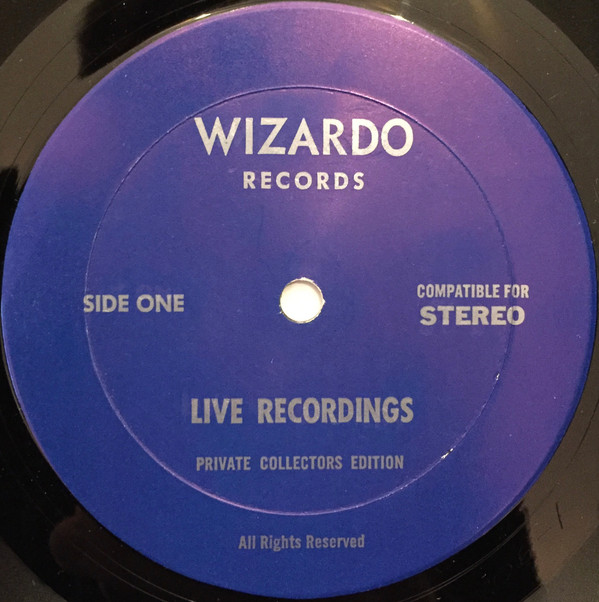 WIZARDO
RECORDS
SIDE ONE
COMPATIBLE FOR
STEREO
LIVE RECORDINGS
PRIVATE COLLECTORS EDITION
All Rights Reserved